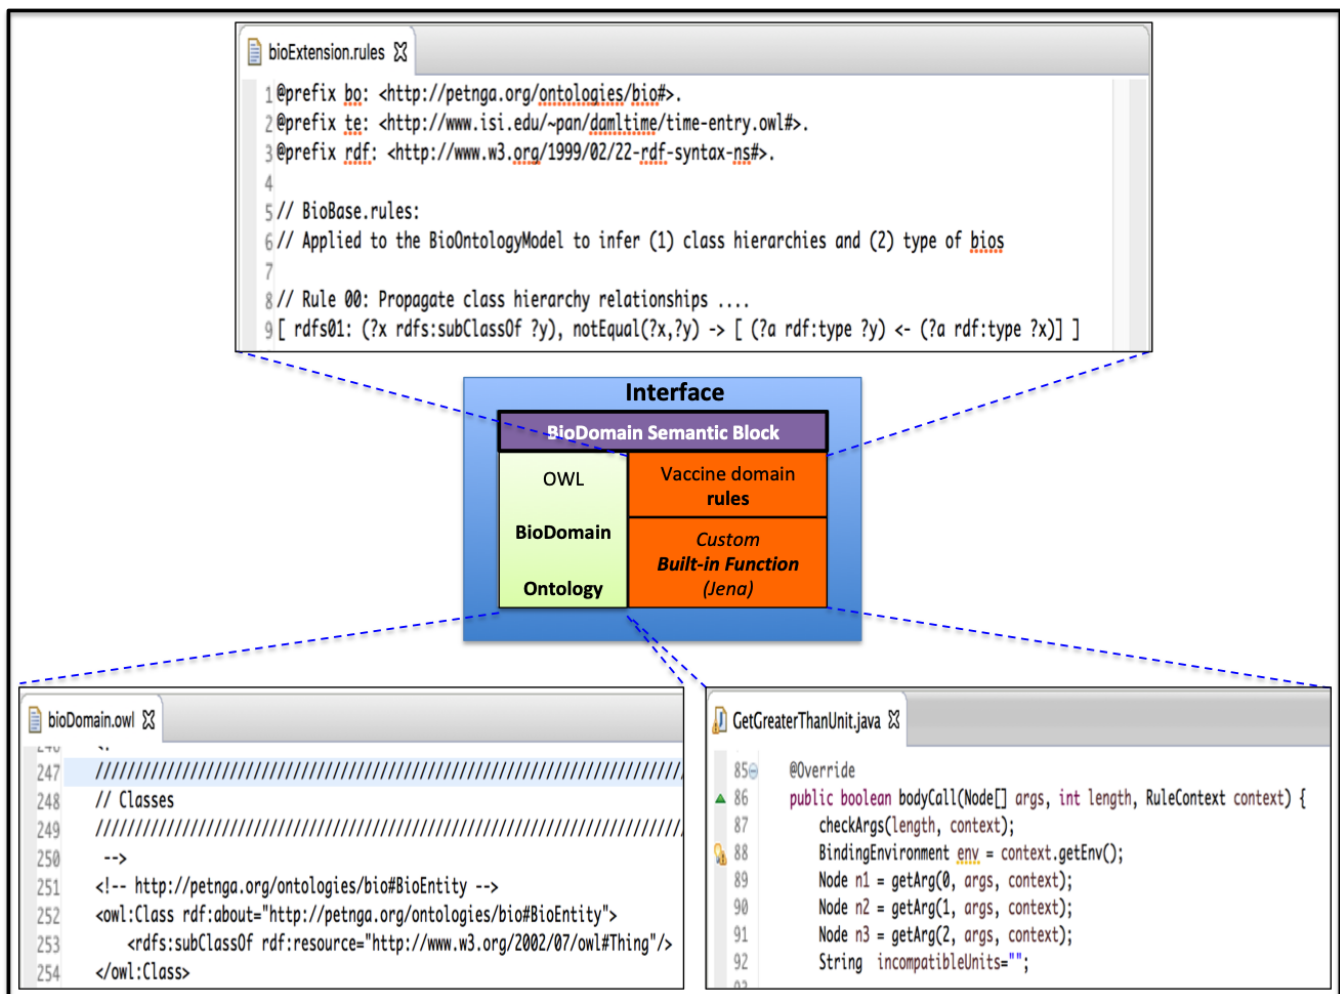 bioExtension.rules
1 @prefix bo: <http://petnga.org/ontologies/bio#>.
2 @prefix te: <http://www.isi.edu/~pan/damltime/time-entry.owl#>.
3 @prefix rdf: <http://www.w3.org/1999/02/22-rdf-syntax-ns#>.
4
5 // BioBase.rules:
6 // Applied to the BioOntologyModel to infer (1) class hierarchies and (2) type of bios
7
8 // Rule 00: Propagate class hierarchy relationships ....
9 [ rdfs01: (?x rdfs:subClassOf ?y), notEqual(?x,?y) -> [ (?a rdf:type ?y) <- (?a rdf:type ?x)] ]
Interface
BioDomain Semantic Block
OWL
BioDomain
Ontology
Vaccine domain
rules
Custom
Built-in Function
(Jena)
bioDomain.owl
247 ///////////////////////////////////////////////////////////////////////////
248 // Classes
249 ///////////////////////////////////////////////////////////////////////////
250 -->
251 <!-- http://petnga.org/ontologies/bio#BioEntity -->
252 <owl:Class rdf:about="http://petnga.org/ontologies/bio#BioEntity">
253 <rdfs:subClassOf rdf:resource="http://www.w3.org/2002/07/owl#Thing"/>
254 </owl:Class>
GetGreaterThanUnit.java
85 @Override
86 public boolean bodyCall(Node[] args, int length, RuleContext context) {
87 checkArgs(length, context);
88 BindingEnvironment env = context.getEnv();
89 Node n1 = getArg(0, args, context);
90 Node n2 = getArg(1, args, context);
91 Node n3 = getArg(2, args, context);
92 String incompatibleUnits="";